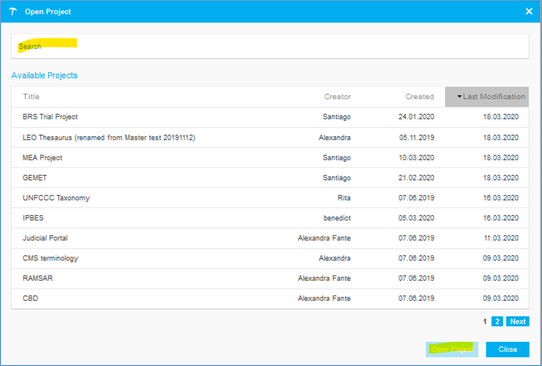 Open Project
Search
Available Projects
Title Creator Created Last Modification
BRS Trial Project Santiago 24.01.2020 18.03.2020
LEO Thesaurus (renamed from Master test 20191112) Alexandra 05.11.2019 18.03.2020
MEA Project Santiago 10.03.2020 18.03.2020
GEMET Santiago 21.02.2020 18.03.2020
UNFCCC Taxonomy Rita 07.06.2019 16.03.2020
IPBES benedict 05.03.2020 16.03.2020
Judicial Portal Alexandra Fante 07.06.2019 11.03.2020
CMS terminology Alexandra 07.06.2019 09.03.2020
RAMSAR Alexandra Fante 07.06.2019 09.03.2020
CBD Alexandra Fante 07.06.2019 09.03.2020
1 2 Next
Open Project Close